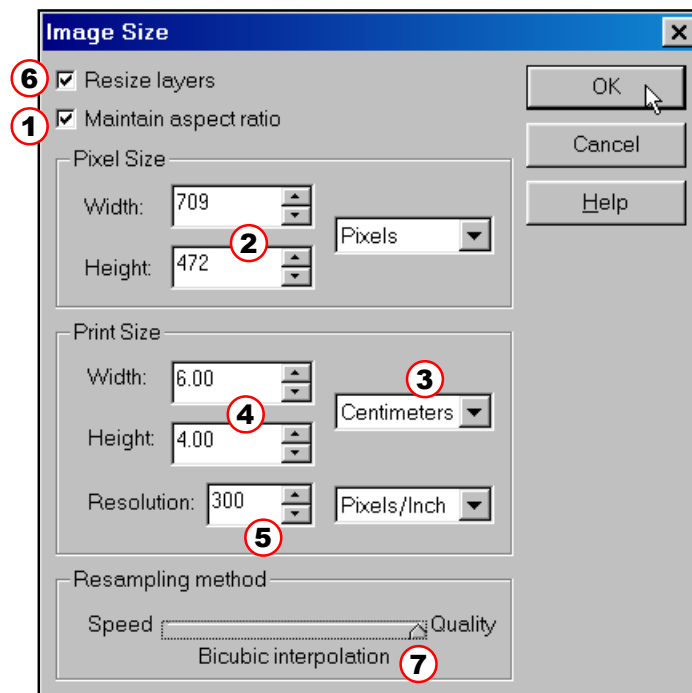 Image Size
6 Resize layers
OK
1 Maintain aspect ratio
Cancel
Pixel Size
Help
Width: 709
2 Pixels
Height: 472
Print Size
Width: 6.00
3
Centimeters
4
Height: 4.00
Resolution: 300 Pixels/Inch
5
Resampling method
Speed Quality
Bicubic interpolation 7